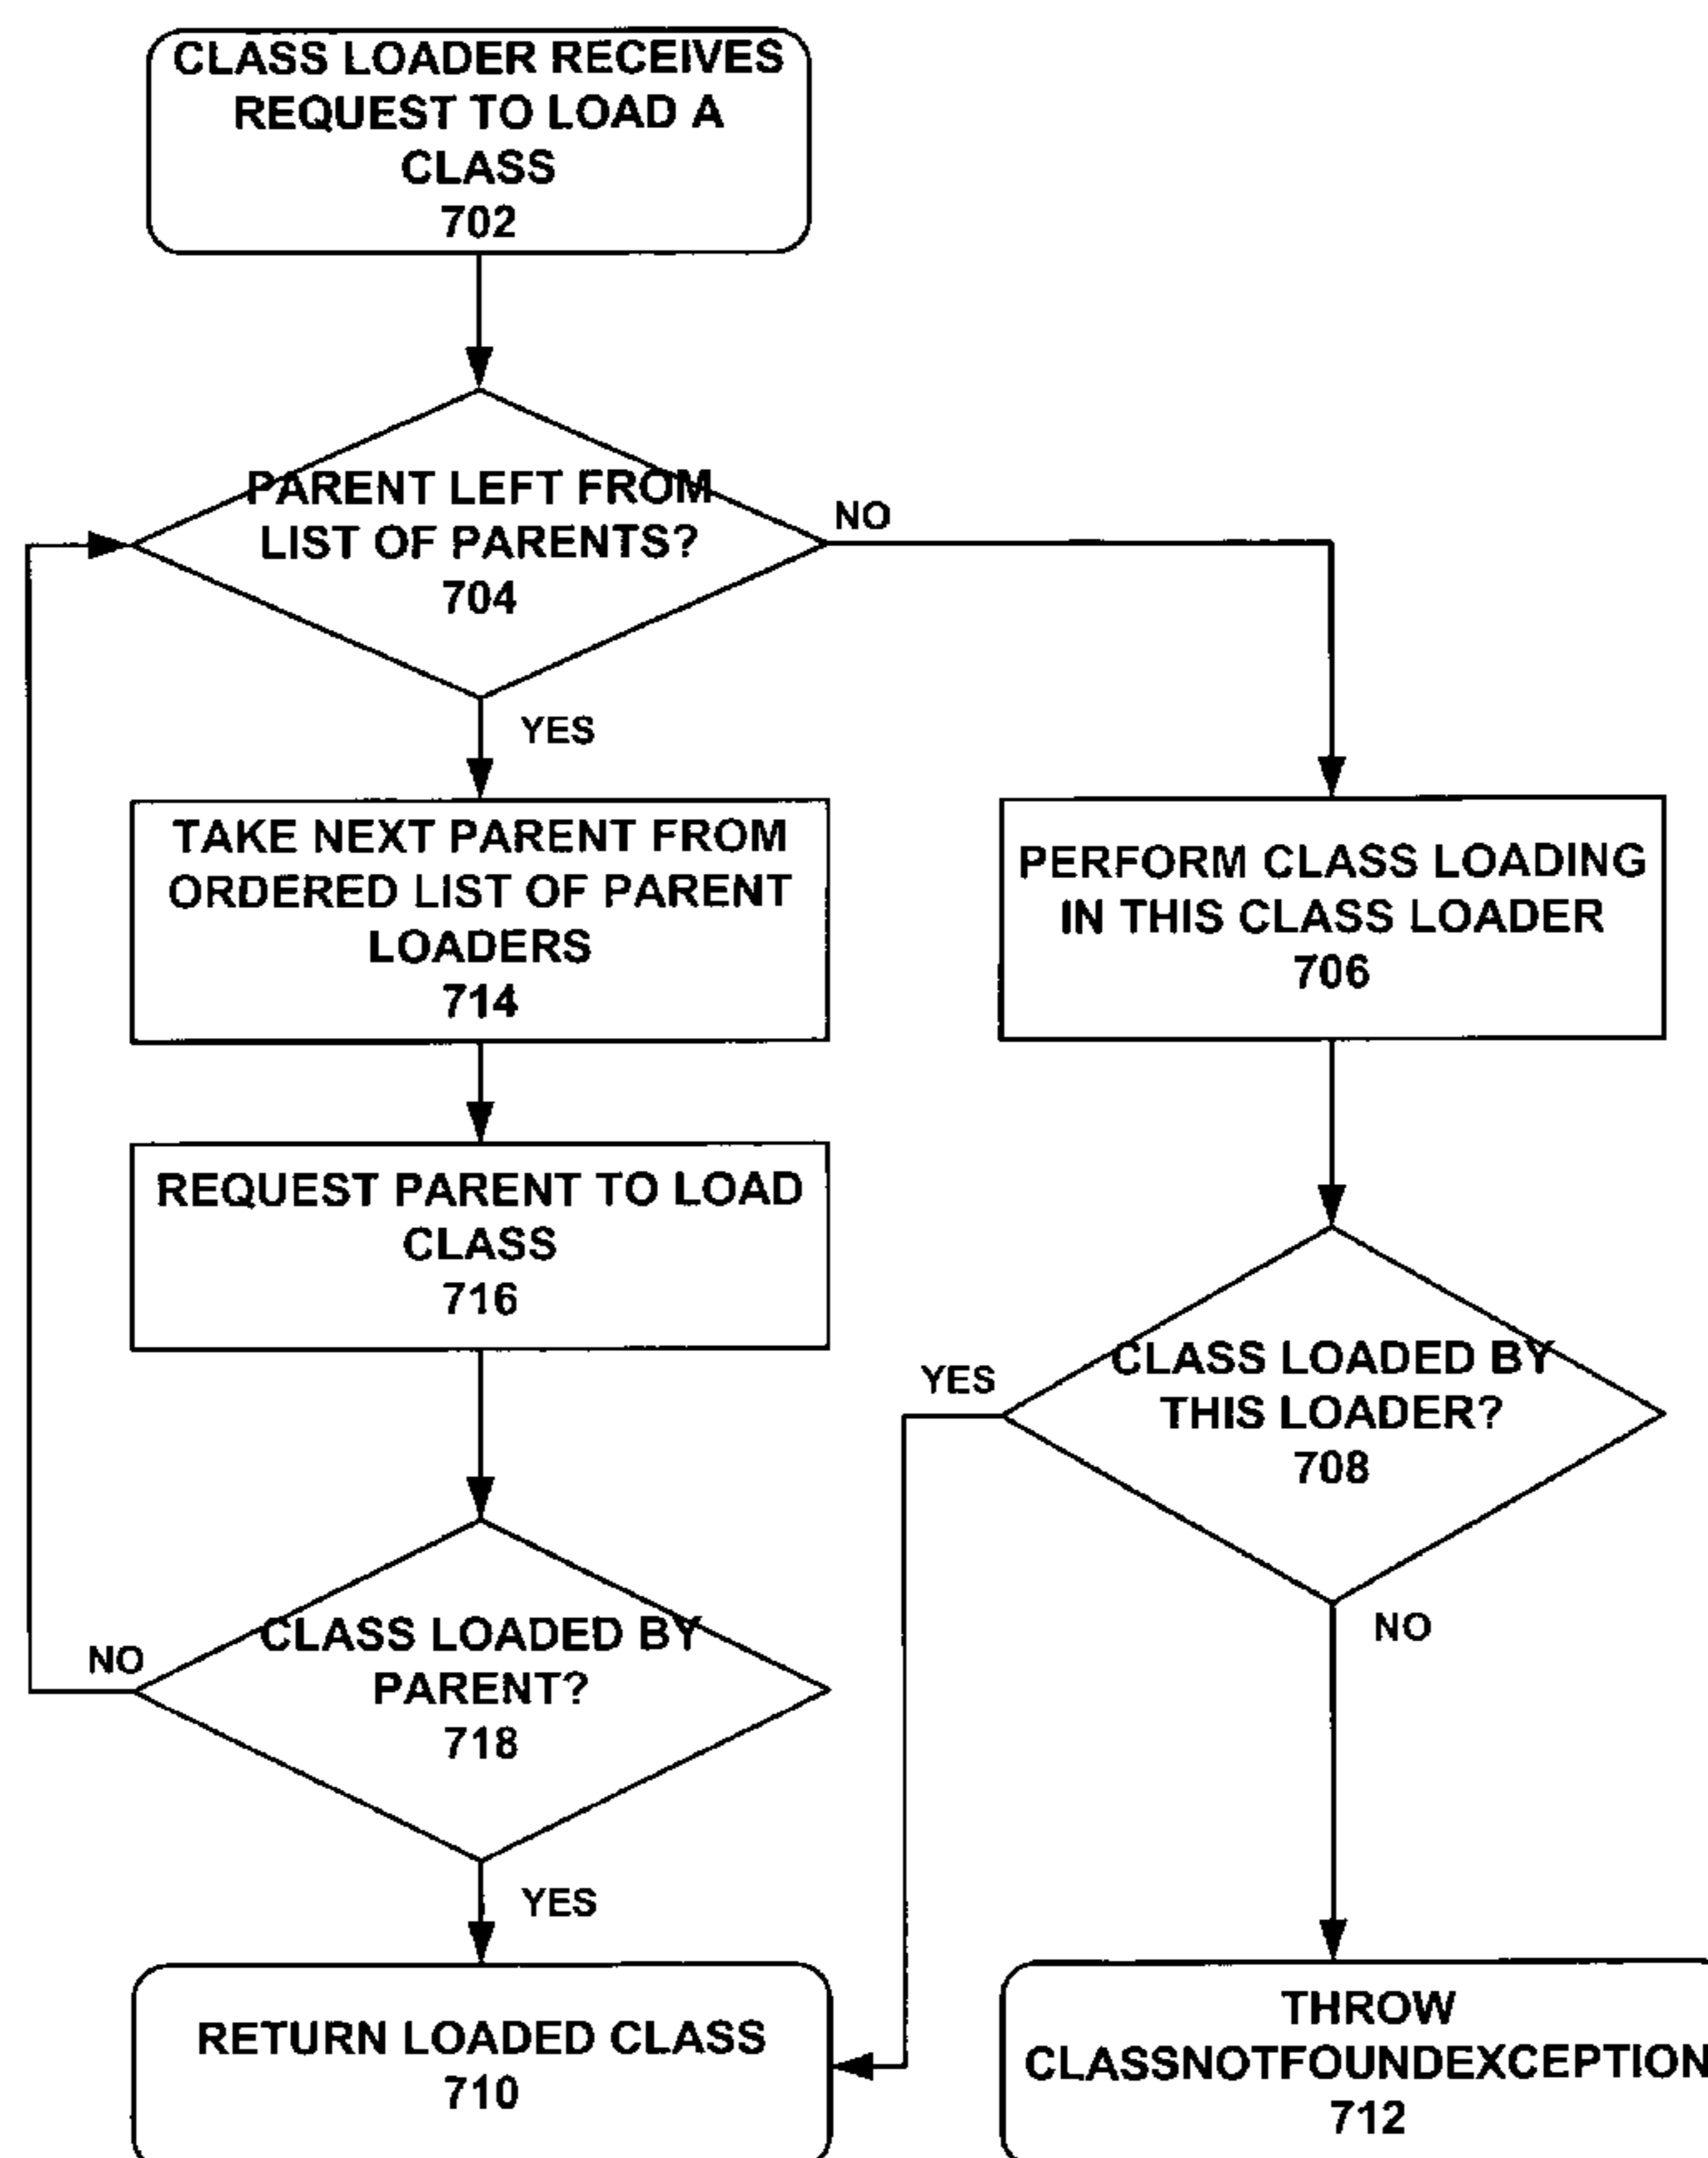 CLASS LOADER RECEIVES
REQUEST TO LOAD A
CLASS
702
PARENT LEFT FROM
LIST OF PARENTS?
704
NO
YES
TAKE NEXT PARENT FROM
ORDERED LIST OF PARENT
LOADERS
714
PERFORM CLASS LOADING
IN THIS CLASS LOADER
706
REQUEST PARENT TO LOAD
CLASS
716
YES
CLASS LOADED BY
THIS LOADER?
708
NO
NO
CLASS LOADED BY
PARENT?
718
YES
RETURN LOADED CLASS
710
THROW
CLASSNOTFOUNDEXCEPTION
712